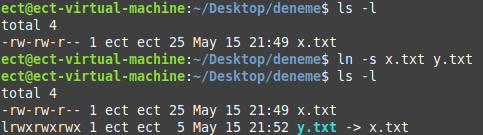 ect@ect-virtual-machine:~/Desktop/deneme$ ls -l
total 4
-rw-rw-r-- 1 ect ect 25 May 15 21:49 x.txt
ect@ect-virtual-machine:~/Desktop/deneme$ ln -s x.txt y.txt
ect@ect-virtual-machine:~/Desktop/deneme$ ls -l
total 4
-rw-rw-r-- 1 ect ect 25 May 15 21:49 x.txt
lrwxrwxrwx 1 ect ect  5 May 15 21:52 y.txt -> x.txt